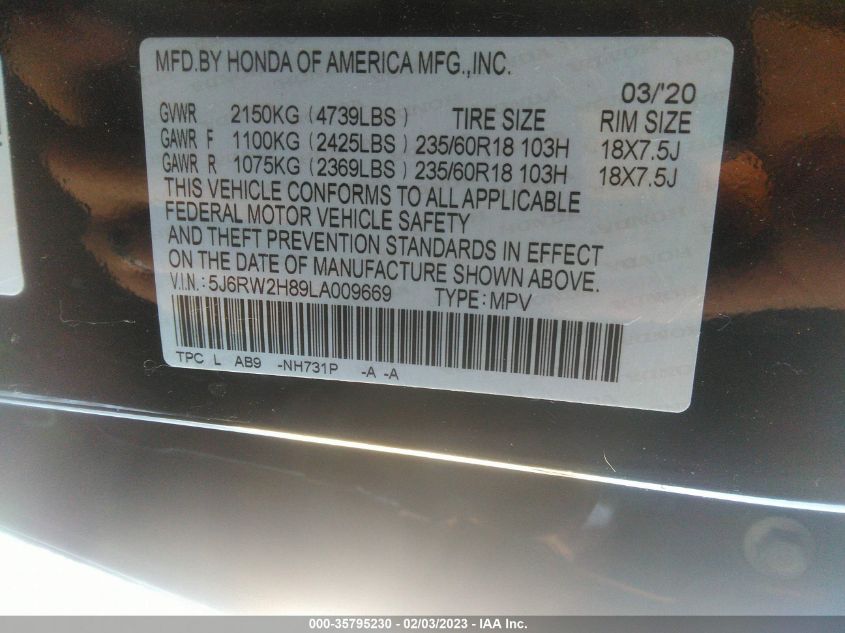 MFD.BY HONDA OF AMERICA MFG.,INC.
03/'20
GVWR 2150KG (4739LBS) TIRE SIZE RIM SIZE
GAWR F 1100KG (2425LBS) 235/60R18 103H 18X7.5J
GAWR R 1075KG (2369LBS) 235/60R18 103H 18X7.5J
THIS VEHICLE CONFORMS TO ALL APPLICABLE
FEDERAL MOTOR VEHICLE SAFETY
AND THEFT PREVENTION STANDARDS IN EFFECT
ON THE DATE OF MANUFACTURE SHOWN ABOVE.
V.I.N.: 5J6RW2H89LA009669 TYPE: MPV
TPC L AB9 -NH731P -A -A
000-35795230 - 02/03/2023 - IAA Inc.